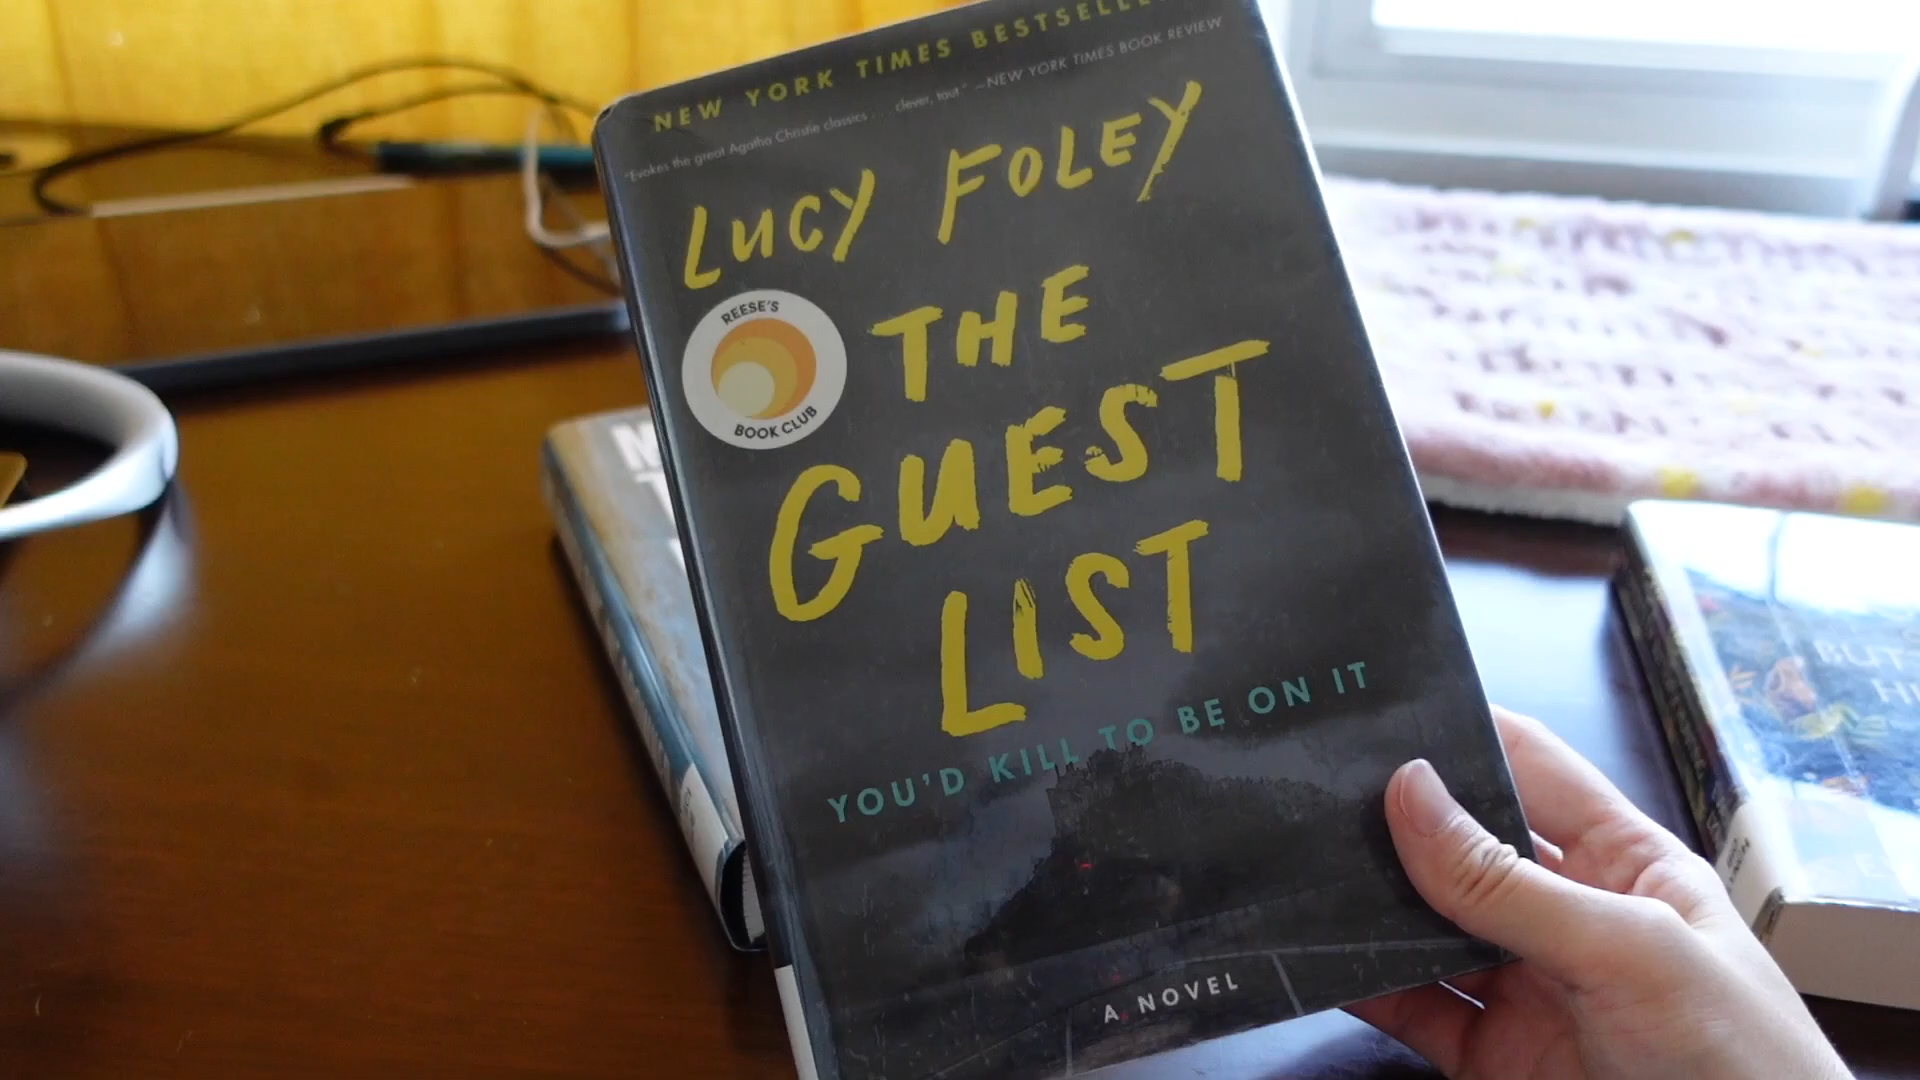 NEW YORK TIMES BESTSELLE
"Evokes the great Agatha Christie classics . . . clever, taut." —NEW YORK TIMES BOOK REVIEW
LUCY FOLEY
REESE'S
BOOK CLUB
THE
GUEST
LIST
YOU'D KILL TO BE ON IT
A NOVEL